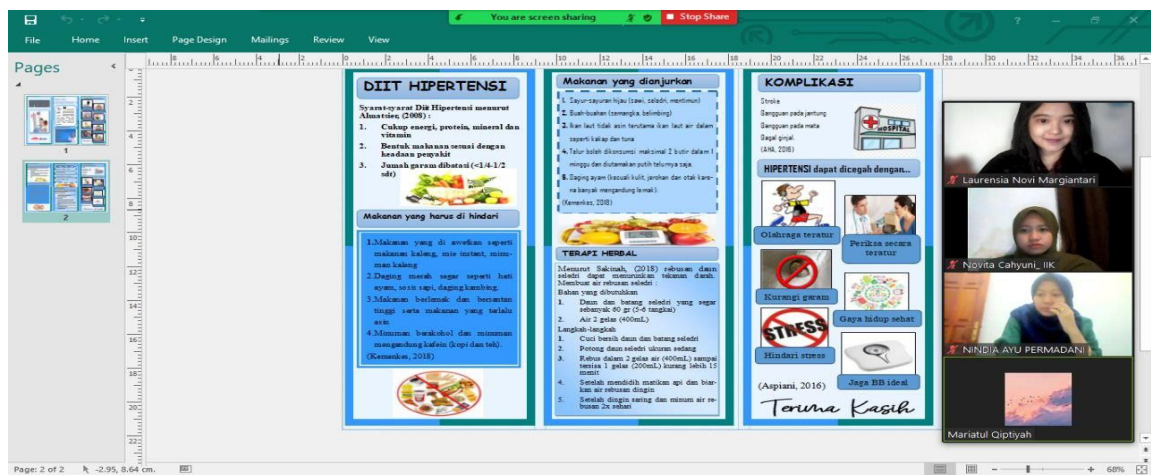 You are screen sharing
Stop Share
File Home Insert Page Design Mailings Review View
Pages
1
2
DIIT HIPERTENSI
Syarat-syarat Diit Hipertensi menurut
Almatsier, (2008) :
1. Cukup energi, protein, mineral dan
vitamin
2. Bentuk makanan sesuai dengan
keadaan penyakit
3. Jumah garam dibatasi (<1/4-1/2
sdt)
Makanan yang harus di hindari
1.Makanan yang di awetkan seperti
makanan kaleng, mie instant, minu-
man kaleng
2.Daging merah segar seperti hati
ayam, sosis sapi, daging kambing.
3.Makanan berlemak dan bersantan
tinggi serta makanan yang terlalu
asin
4.Minuman berakohol dan minuman
mengandung kafein (kopi dan teh).
(Kemenkes, 2018)
Makanan yang dianjurkan
1. Sayur-sayuran hijau (sawi, seledri, mentimun)
2. Buah-buahan (semangka, belimbing)
3. Ikan laut tidak asin terutama ikan laut air dalam
seperti kakap dan tuna
4. Telur boleh dikonsumsi maksimal 2 butir dalam 1
minggu dan diutamakan putih telurnya saja.
5. Daging ayam (kecuali kulit, jerohan dan otak kare-
na banyak mengandung lemak).
(Kemenkes, 2018)
TERAPI HERBAL
Menurut Sakinah, (2018) rebusan daun
seledri dapat menurunkan tekanan darah.
Membuat air rebusan seledri :
Bahan yang dibutuhkan
1. Daun dan batang seledri yang segar
sebanyak 60 gr (5-6 tangkai)
2. Air 2 gelas (400mL)
Langkah-langkah
1. Cuci bersih daun dan batang seledri
2. Potong daun seledri ukuran sedang
3. Rebus dalam 2 gelas air (400mL) sampai
tersisa 1 gelas (200mL) kurang lebih 15
menit
4. Setelah mendidih matikan api dan biar-
kan air rebusan dingin
5. Setelah dingin saring dan minum air re-
busan 2x sehari
KOMPLIKASI
Stroke
Gangguan pada jantung
Gangguan pada mata
Gagal ginjal.
(AHA, 2016)
HOSPITAL
HIPERTENSI dapat dicegah dengan...
Olahraga teratur
Periksa secara
teratur
Kurangi garam
Gaya hidup sehat
STRESS
Hindari stress
Jaga BB ideal
(Aspiani, 2016)
Terima Kasih
Laurensia Novi Margiantari
Novita Cahyuni_ IIK
NINDIA AYU PERMADANI
Mariatul Qiptiyah
Page: 2 of 2 -2.95, 8.64 cm. 68%